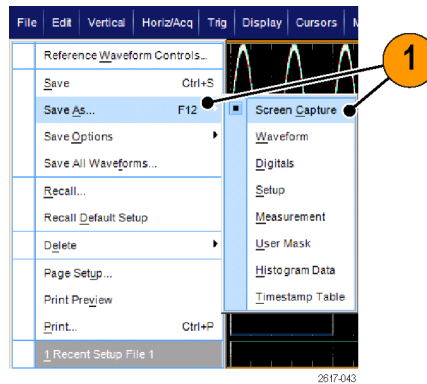 File Edit Vertical Horiz/Acq Trig Display Cursors
Reference Waveform Controls...
1
Save Ctrl+S
Save As... F12
Screen Capture
Save Options
Waveform
Save All Waveforms...
Digitals
Recall...
Setup
Recall Default Setup
Measurement
Delete
User Mask
Page Setup...
Histogram Data
Print Preview
Timestamp Table
Print... Ctrl+P
1 Recent Setup File 1
2617-043